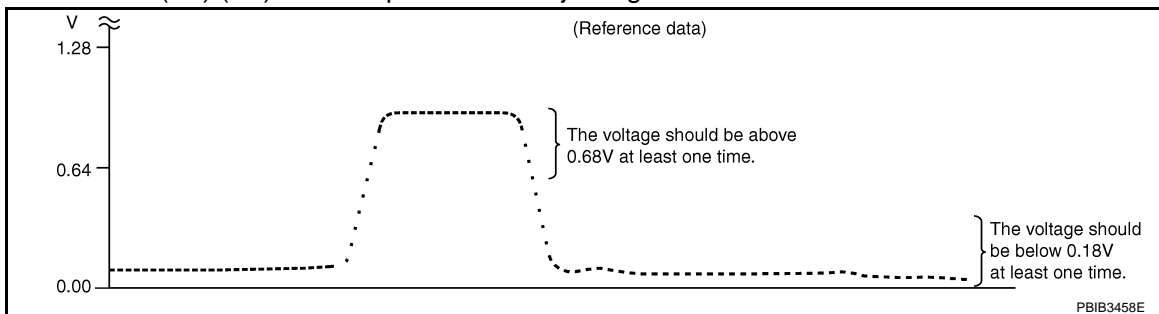 V
(Reference data)
1.28
The voltage should be above
0.68V at least one time.
0.64
The voltage should
be below 0.18V
at least one time.
0.00
PBIB3458E